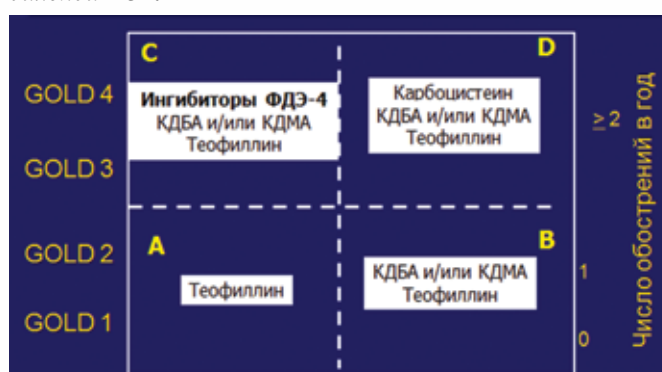 C
D
GOLD 4
Ингибиторы ФДЭ-4
КДБА и/или КДМА
Теофиллин
Карбоцистеин
КДБА и/или КДМА
Теофиллин
≥ 2
GOLD 3
GOLD 2
A
B
Теофиллин
КДБА и/или КДМА
Теофиллин
1
GOLD 1
0
Число обострений в год